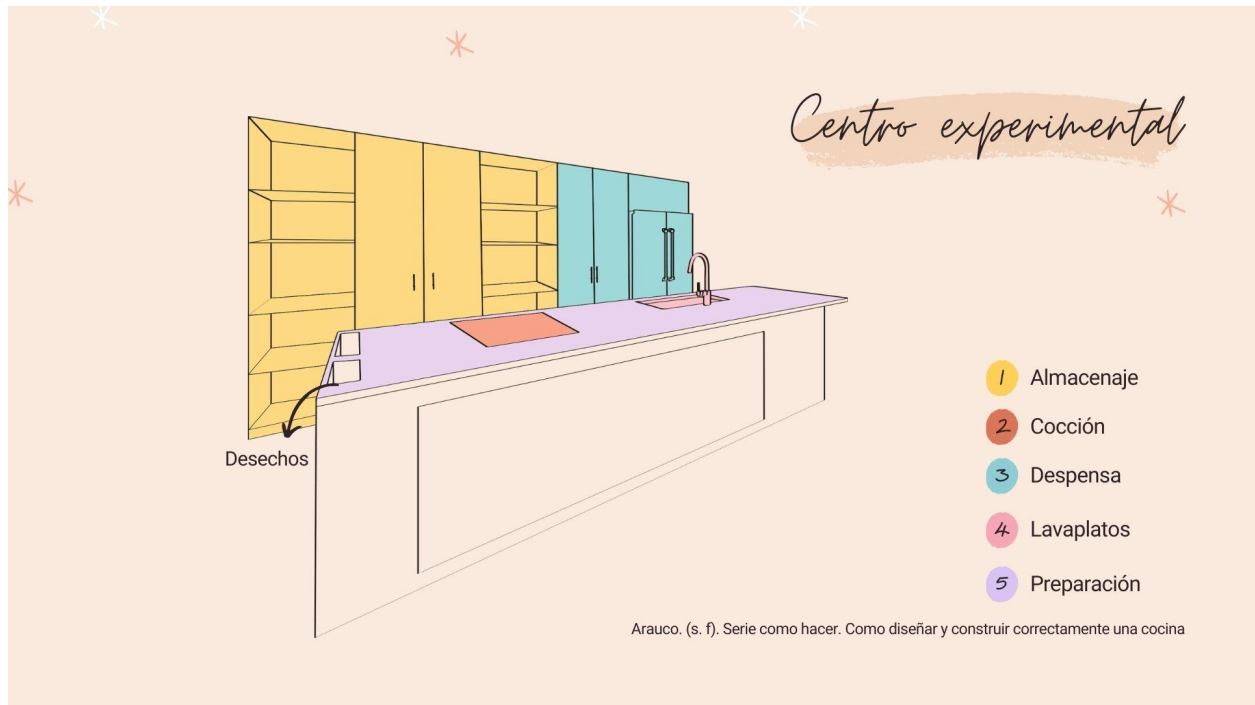 Centro experimental
Desechos
1 Almacenaje
2 Cocción
3 Despensa
4 Lavaplatos
5 Preparación
Arauco. (s. f). Serie como hacer. Como diseñar y construir correctamente una cocina